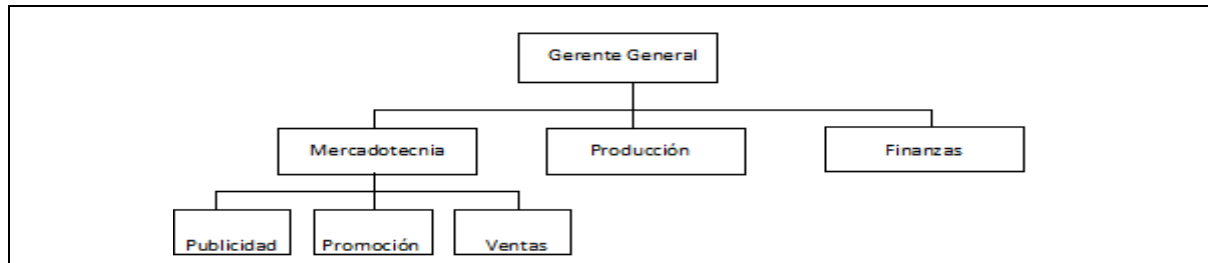 Gerente General
Mercadotecnia
Producción
Finanzas
Publicidad
Promoción
Ventas